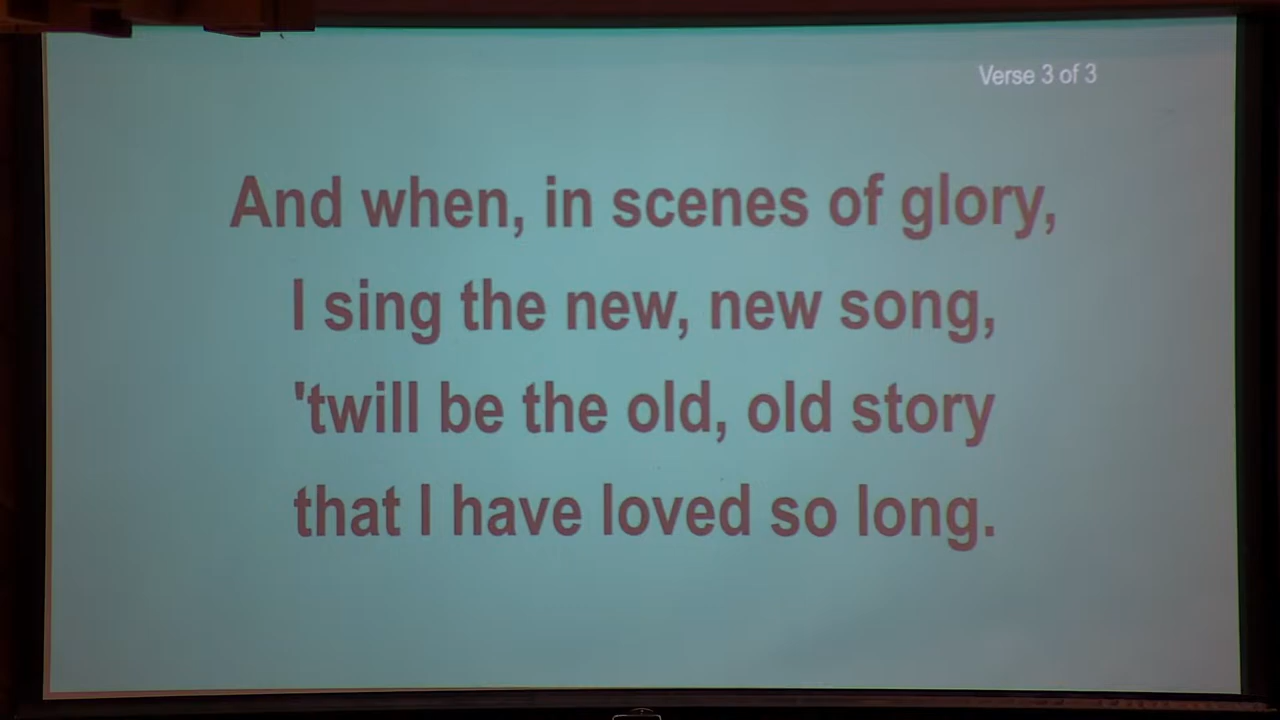 Verse 3 of 3
And when, in scenes of glory,
I sing the new, new song,
'twill be the old, old story
that I have loved so long.